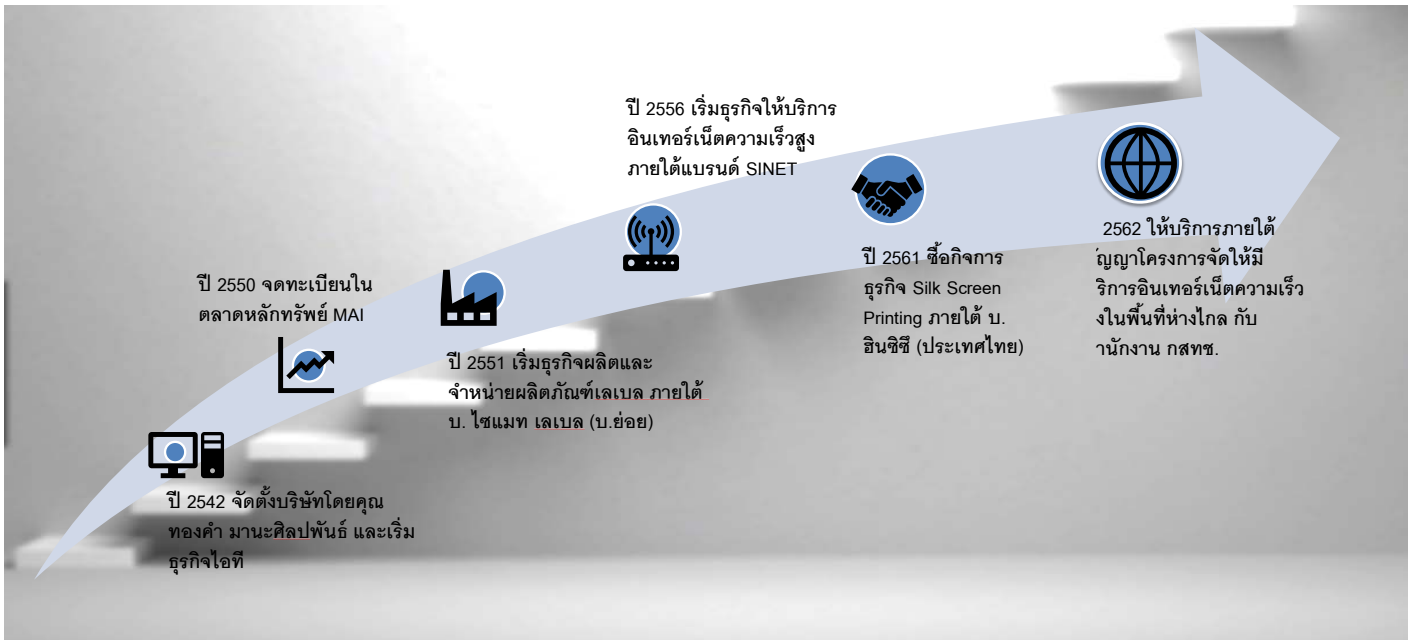 ปี 2542 จัดตั้งบริษัทโดยคุณ
ทองคำ มานะศิลปพันธ์ และเริ่ม
ธุรกิจไอที
ปี 2550 จดทะเบียนใน
ตลาดหลักทรัพย์ MAI
ปี 2551 เริ่มธุรกิจผลิตและ
จำหน่ายผลิตภัณฑ์เลเบล ภายใต้
บ. ไซแมท เลเบล (บ.ย่อย)
ปี 2556 เริ่มธุรกิจให้บริการ
อินเทอร์เน็ตความเร็วสูง
ภายใต้แบรนด์ SINET
ปี 2561 ซื้อกิจการ
ธุรกิจ Silk Screen
Printing ภายใต้ บ.
ฮินซิซึ (ประเทศไทย)
2562 ให้บริการภายใต้
ญญาโครงการจัดให้มี
ริการอินเทอร์เน็ตความเร็ว
งในพื้นที่ห่างไกล กับ
านักงาน กสทช.